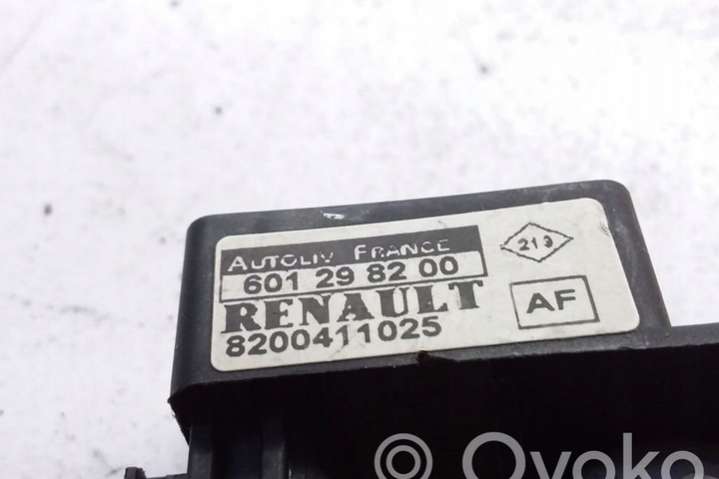 AUTOLIV FRANCE
601 29 82 00
RENAULT
8200411025
213
AF
Ovoko